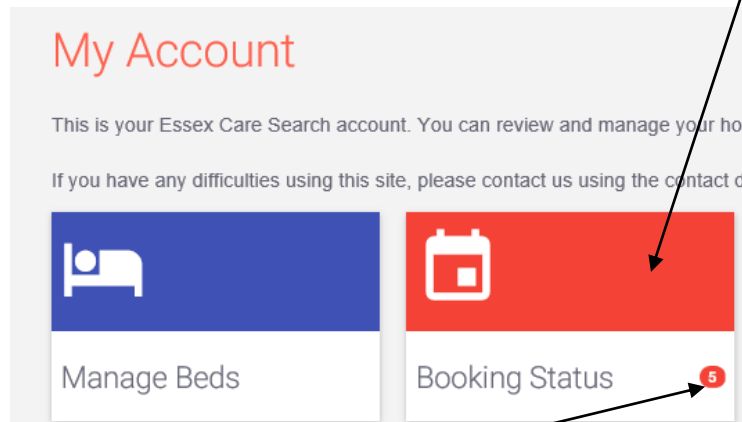 My Account
This is your Essex Care Search account. You can review and manage your
If you have any difficulties using this site, please contact us using the contact
Manage Beds
Booking Status 5